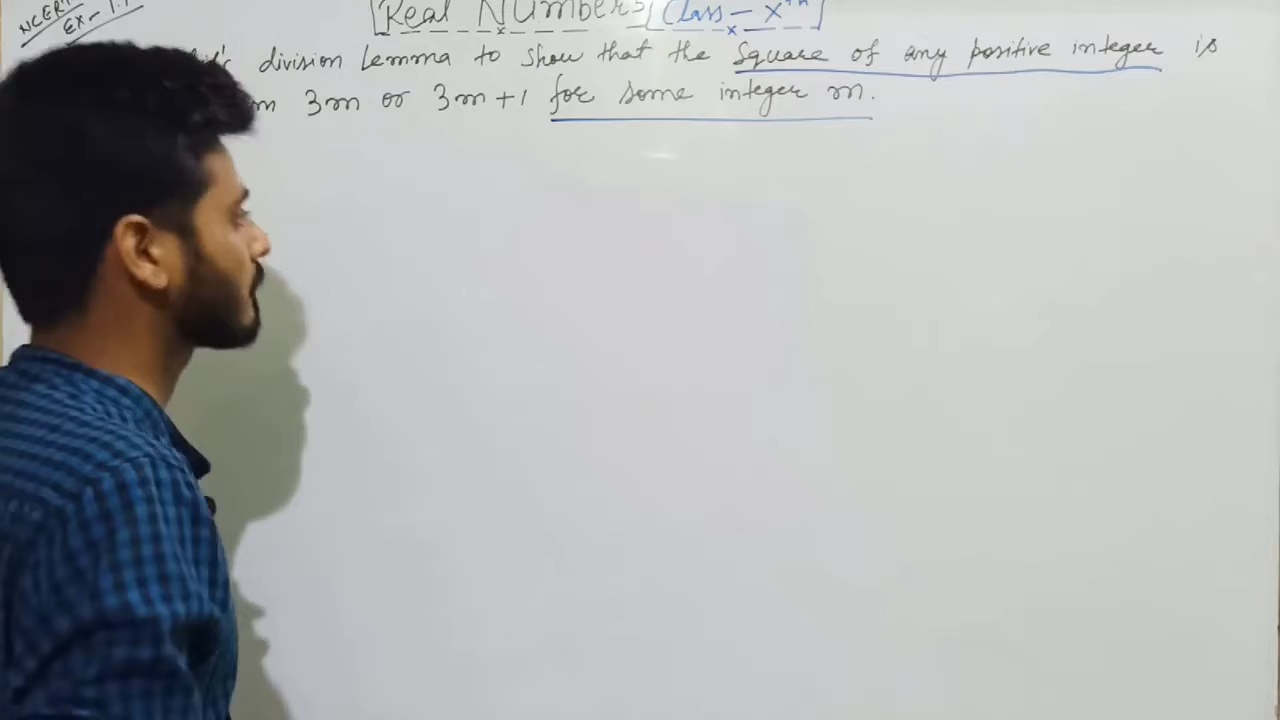 NCERT
EX- 1.1
Real Numbers [Class - Xth]
division Lemma to show that the Square of any positive integer is
3m or 3m+1 for some integer m.